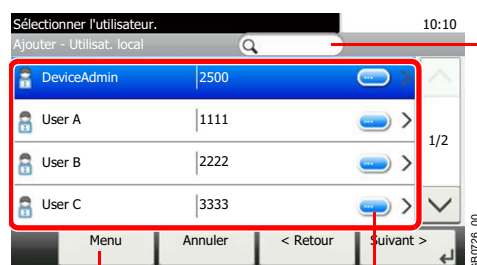 Sélectionner l'utilisateur. 10:10
Ajouter - Utilisat. local
DeviceAdmin 2500
User A 1111
1/2
User B 2222
User C 3333
Menu Annuler < Retour Suivant >